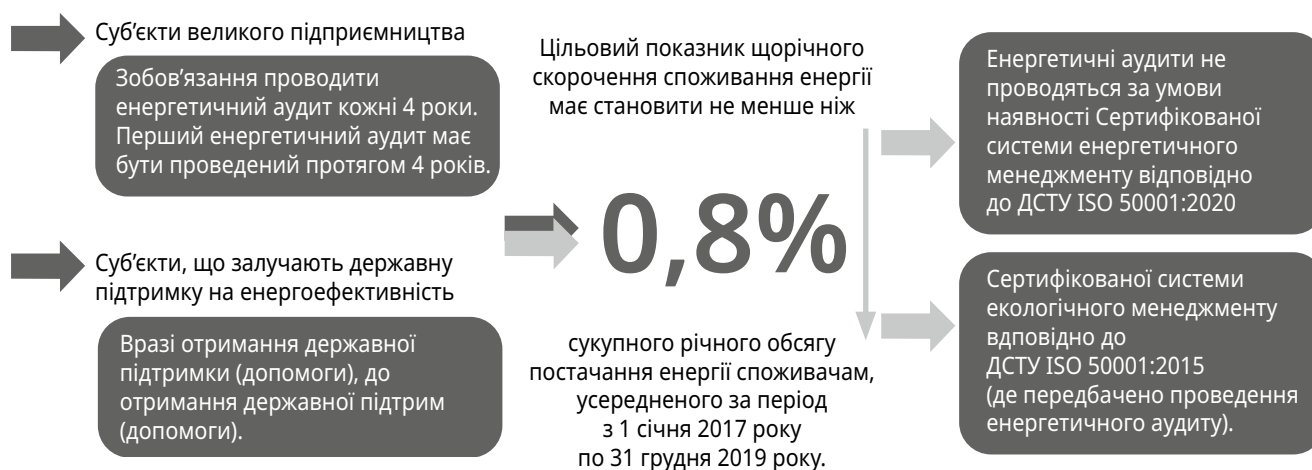 Суб’єкти великого підприємництва
Зобов’язання проводити
енергетичний аудит кожні 4 роки.
Перший енергетичний аудит має
бути проведений протягом 4 років.
Суб’єкти, що залучають державну
підтримку на енергоефективність
Вразі отримання державної
підтримки (допомоги), до
отримання державної підтрим
(допомоги).
Цільовий показник щорічного
скорочення споживання енергії
має становити не менше ніж
0,8%
сукупного річного обсягу
постачання енергії споживачам,
усередненого за період
з 1 січня 2017 року
по 31 грудня 2019 року.
Енергетичні аудити не
проводяться за умови
наявності Сертифікованої
системи енергетичного
менеджменту відповідно
до ДСТУ ISO 50001:2020
Сертифікованої системи
екологічного менеджменту
вдповідно до
ДСТУ ISO 50001:2015
(де передбачено проведення
енергетичного аудиту).